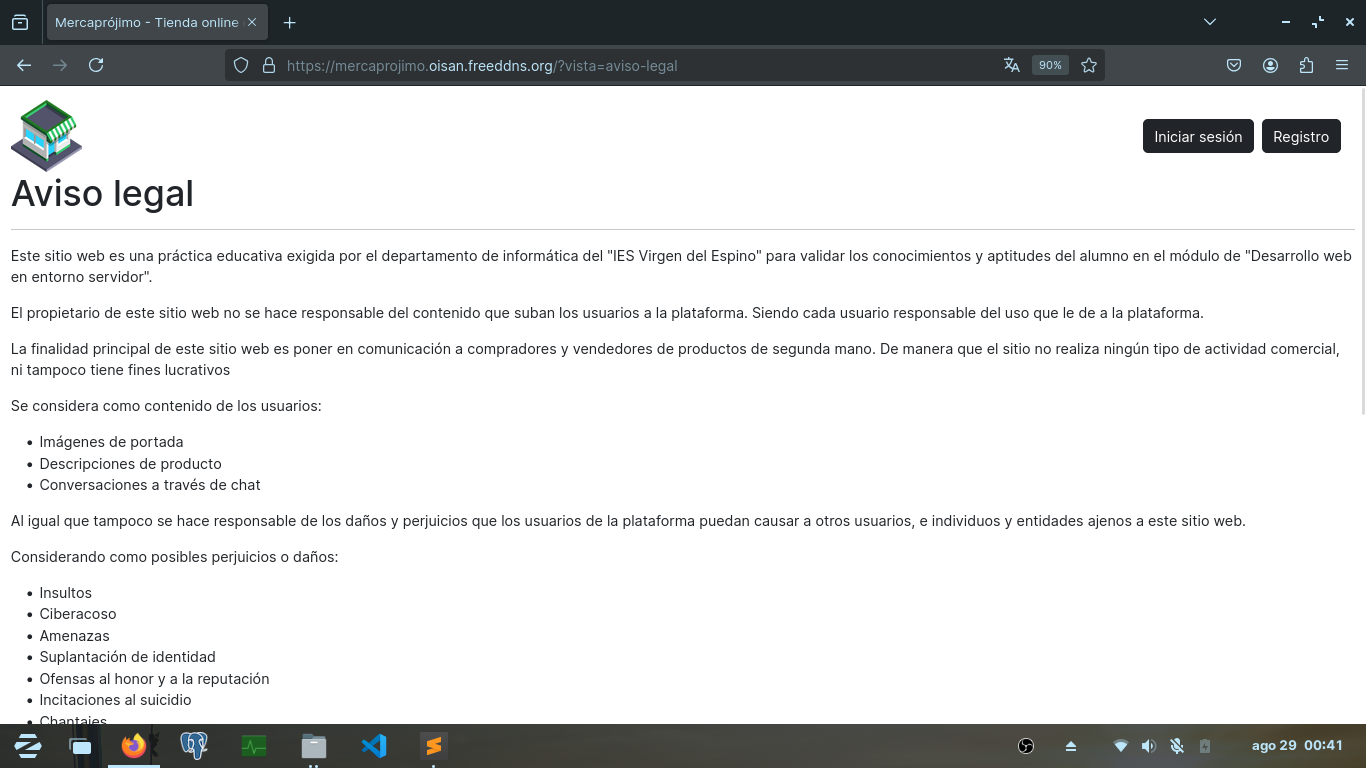 Mercaprójimo - Tienda online
https://mercaprojimo.oisan.freeddns.org/?vista=aviso-legal
90%
Iniciar sesión
Registro
Aviso legal
Este sitio web es una práctica educativa exigida por el departamento de informática del "IES Virgen del Espino" para validar los conocimientos y aptitudes del alumno en el módulo de "Desarrollo web
en entorno servidor".
El propietario de este sitio web no se hace responsable del contenido que suban los usuarios a la plataforma. Siendo cada usuario responsable del uso que le de a la plataforma.
La finalidad principal de este sitio web es poner en comunicación a compradores y vendedores de productos de segunda mano. De manera que el sitio no realiza ningún tipo de actividad comercial,
ni tampoco tiene fines lucrativos
Se considera como contenido de los usuarios:
• Imágenes de portada
• Descripciones de producto
• Conversaciones a través de chat
Al igual que tampoco se hace responsable de los daños y perjuicios que los usuarios de la plataforma puedan causar a otros usuarios, e individuos y entidades ajenos a este sitio web.
Considerando como posibles perjuicios o daños:
• Insultos
• Ciberacoso
• Amenazas
• Suplantación de identidad
• Ofensas al honor y a la reputación
• Incitaciones al suicidio
• Chantajes
ago 29 00:41